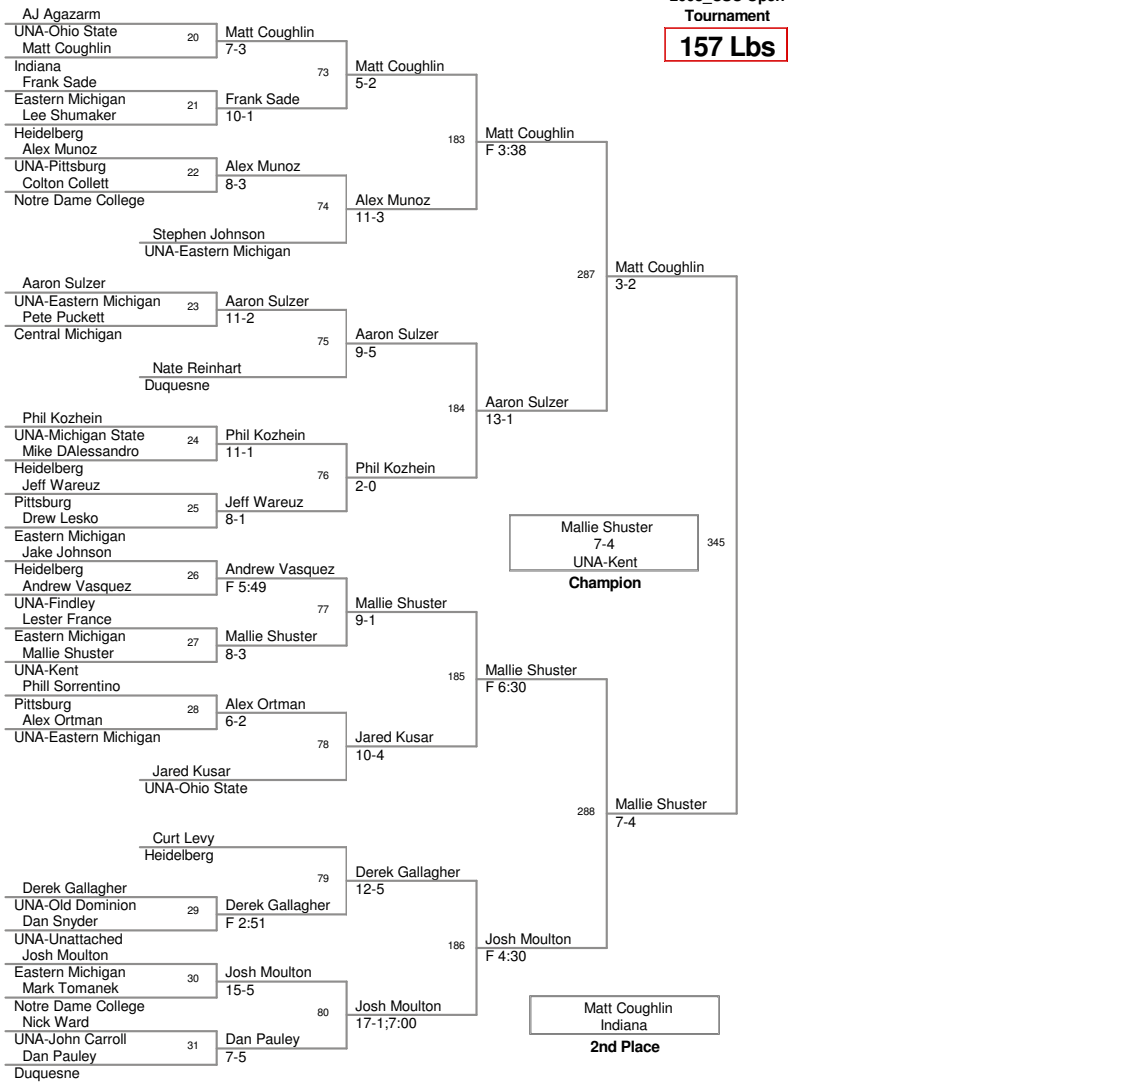 Tournament
157 Lbs
AJ Agazarm
UNA-Ohio State
20
Matt Coughlin
Matt Coughlin
7-3
Indiana
73
Matt Coughlin
5-2
Frank Sade
Eastern Michigan
21
Frank Sade
Lee Shumaker
10-1
Heidelberg
183
Matt Coughlin
F 3:38
Alex Munoz
UNA-Pittsburg
22
Alex Munoz
Colton Collett
8-3
Notre Dame College
74
Alex Munoz
11-3
Stephen Johnson
UNA-Eastern Michigan
287
Matt Coughlin
3-2
Aaron Sulzer
UNA-Eastern Michigan
23
Aaron Sulzer
Pete Puckett
11-2
Central Michigan
75
Aaron Sulzer
9-5
Nate Reinhart
Duquesne
184
Aaron Sulzer
13-1
Phil Kozhein
UNA-Michigan State
24
Phil Kozhein
Mike DAlessandro
11-1
Heidelberg
76
Phil Kozhein
2-0
Jeff Wareuz
Pittsburg
25
Jeff Wareuz
Drew Lesko
8-1
Eastern Michigan
Mallie Shuster
7-4
345
UNA-Kent
Champion
Jake Johnson
Heidelberg
26
Andrew Vasquez
Andrew Vasquez
F 5:49
UNA-Findley
77
Mallie Shuster
9-1
Lester France
Eastern Michigan
27
Mallie Shuster
Mallie Shuster
8-3
UNA-Kent
185
Mallie Shuster
F 6:30
Phill Sorrentino
Pittsburg
28
Alex Ortman
Alex Ortman
6-2
UNA-Eastern Michigan
78
Jared Kusar
10-4
Jared Kusar
UNA-Ohio State
288
Mallie Shuster
7-4
Curt Levy
Heidelberg
79
Derek Gallagher
12-5
Derek Gallagher
UNA-Old Dominion
29
Derek Gallagher
Dan Snyder
F 2:51
UNA-Unattached
186
Josh Moulton
F 4:30
Josh Moulton
Eastern Michigan
30
Josh Moulton
Mark Tomanek
15-5
Notre Dame College
80
Josh Moulton
17-1;7:00
Nick Ward
UNA-John Carroll
31
Dan Pauley
Dan Pauley
7-5
Duquesne
Matt Coughlin
Indiana
2nd Place